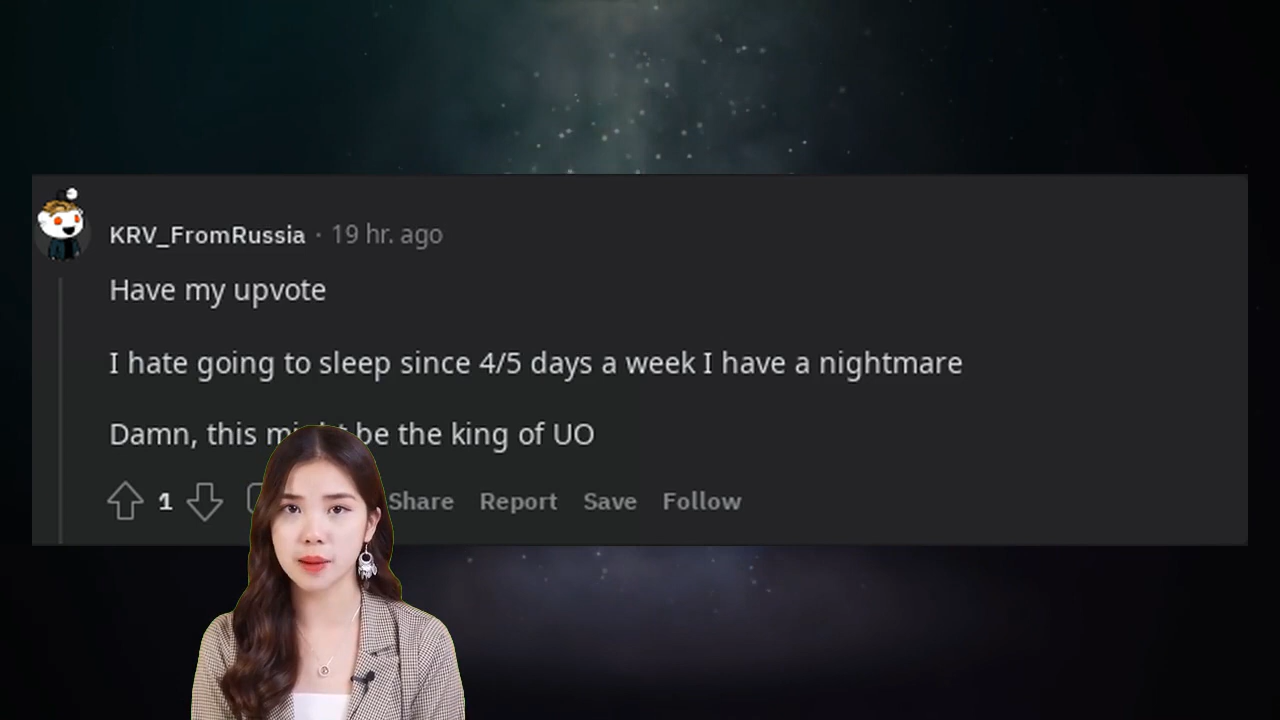 KRV_FromRussia · 19 hr. ago
Have my upvote
I hate going to sleep since 4/5 days a week I have a nightmare
Damn, this might be the king of UO
1 Share Report Save Follow